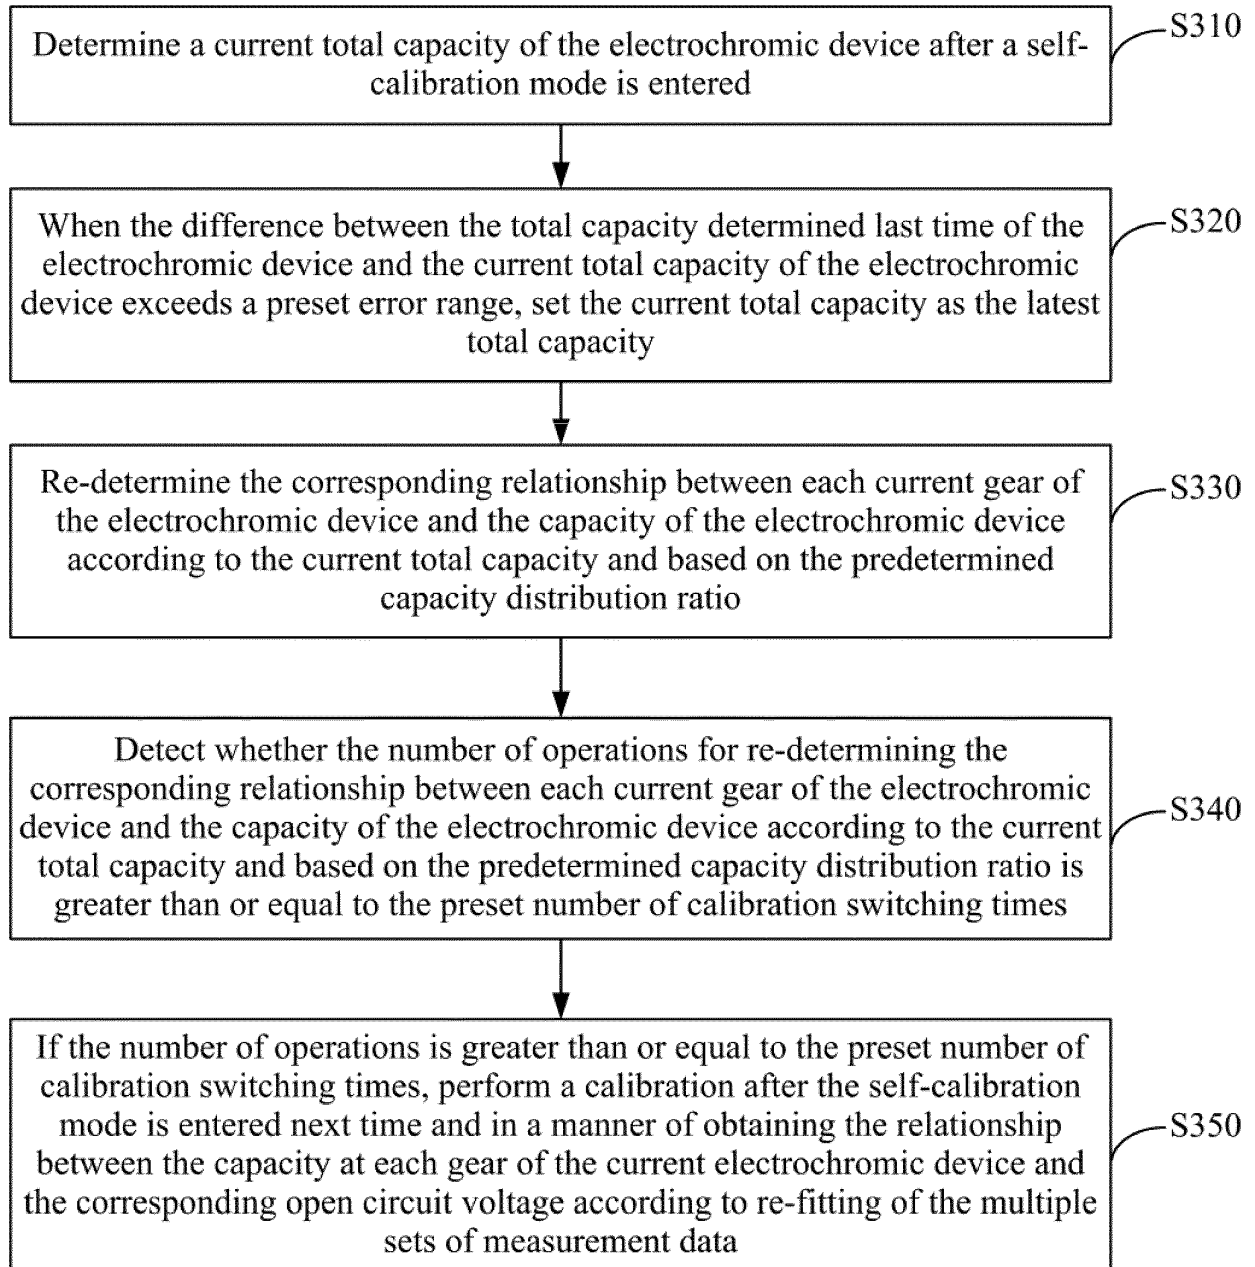 Determine a current total capacity of the electrochromic device after a self-
calibration mode is entered
S310
When the difference between the total capacity determined last time of the
electrochromic device and the current total capacity of the electrochromic
device exceeds a preset error range, set the current total capacity as the latest
total capacity
S320
Re-determine the corresponding relationship between each current gear of
the electrochromic device and the capacity of the electrochromic device
according to the current total capacity and based on the predetermined
capacity distribution ratio
S330
Detect whether the number of operations for re-determining the
corresponding relationship between each current gear of the electrochromic
device and the capacity of the electrochromic device according to the current
total capacity and based on the predetermined capacity distribution ratio is
greater than or equal to the preset number of calibration switching times
S340
If the number of operations is greater than or equal to the preset number of
calibration switching times, perform a calibration after the self-calibration
mode is entered next time and in a manner of obtaining the relationship
between the capacity at each gear of the current electrochromic device and
the corresponding open circuit voltage according to re-fitting of the multiple
sets of measurement data
S350